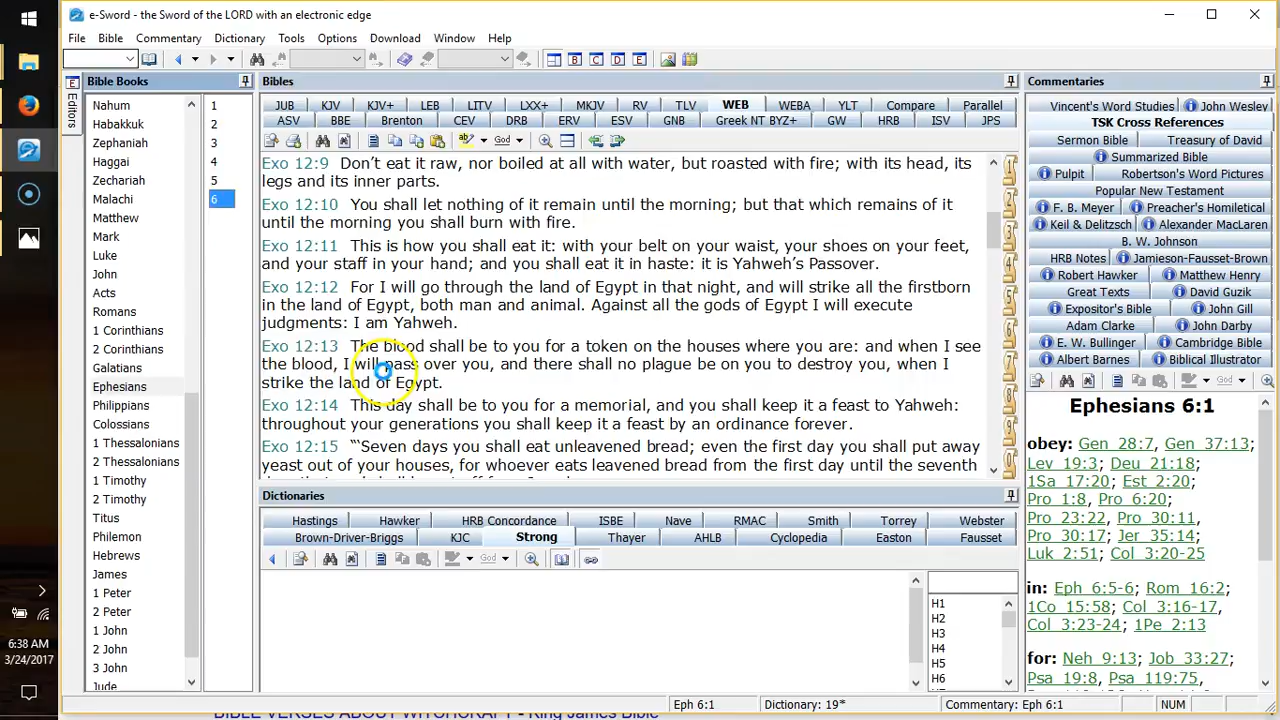 e-Sword - the Sword of the LORD with an electronic edge
File Bible Commentary Dictionary Tools Options Download Window Help
B C D E
Editors
Bible Books
Nahum
Habakkuk
Zephaniah
Haggai
Zechariah
Malachi
Matthew
Mark
Luke
John
Acts
Romans
1 Corinthians
2 Corinthians
Galatians
Ephesians
Philippians
Colossians
1 Thessalonians
2 Thessalonians
1 Timothy
2 Timothy
Titus
Philemon
Hebrews
James
1 Peter
2 Peter
1 John
2 John
3 John
Jude
1
2
3
4
5
6
Bibles
JUB KJV KJV+ LEB LITV LXX+ MKJV RV TLV WEB WEBA YLT Compare Parallel
ASV BBE Brenton CEV DRB ERV ESV GNB Greek NT BYZ+ GW HRB ISV JPS
ab God
Exo 12:9 Don't eat it raw, nor boiled at all with water, but roasted with fire; with its head, its
legs and its inner parts.
Exo 12:10 You shall let nothing of it remain until the morning; but that which remains of it
until the morning you shall burn with fire.
Exo 12:11 This is how you shall eat it: with your belt on your waist, your shoes on your feet,
and your staff in your hand; and you shall eat it in haste: it is Yahweh's Passover.
Exo 12:12 For I will go through the land of Egypt in that night, and will strike all the firstborn
in the land of Egypt, both man and animal. Against all the gods of Egypt I will execute
judgments: I am Yahweh.
Exo 12:13 The blood shall be to you for a token on the houses where you are: and when I see
the blood, I will pass over you, and there shall no plague be on you to destroy you, when I
strike the land of Egypt.
Exo 12:14 This day shall be to you for a memorial, and you shall keep it a feast to Yahweh:
throughout your generations you shall keep it a feast by an ordinance forever.
Exo 12:15 "'Seven days you shall eat unleavened bread; even the first day you shall put away
yeast out of your houses, for whoever eats leavened bread from the first day until the seventh
1
2
3
4
5
6
7
8
9
0
Dictionaries
Hastings Hawker HRB Concordance ISBE Nave RMAC Smith Torrey Webster
Brown-Driver-Briggs KJC Strong Thayer AHLB Cyclopedia Easton Fausset
God
H1
H2
H3
H4
H5
H6
Commentaries
Vincent's Word Studies John Wesley
TSK Cross References
Sermon Bible Treasury of David
Summarized Bible
Pulpit Robertson's Word Pictures
Popular New Testament
F. B. Meyer Preacher's Homiletical
Keil & Delitzsch Alexander MacLaren
B. W. Johnson
HRB Notes Jamieson-Fausset-Brown
Robert Hawker Matthew Henry
Great Texts David Guzik
Expositor's Bible John Gill
Adam Clarke John Darby
E. W. Bullinger Cambridge Bible
Albert Barnes Biblical Illustrator
Ephesians 6:1
obey: Gen 28:7, Gen 37:13;
Lev 19:3; Deu 21:18;
1Sa 17:20; Est 2:20;
Pro 1:8, Pro 6:20;
Pro 23:22, Pro 30:11,
Pro 30:17; Jer 35:14;
Luk 2:51; Col 3:20-25
in: Eph 6:5-6; Rom 16:2;
1Co 15:58; Col 3:16-17,
Col 3:23-24; 1Pe 2:13
for: Neh 9:13; Job 33:27;
Psa 19:8, Psa 119:75,
Eph 6:1 Dictionary: 19* Commentary: Eph 6:1 NUM
6:38 AM
3/24/2017
BIBLE VERSES ABOUT WITCHCRAFT - King James Bible